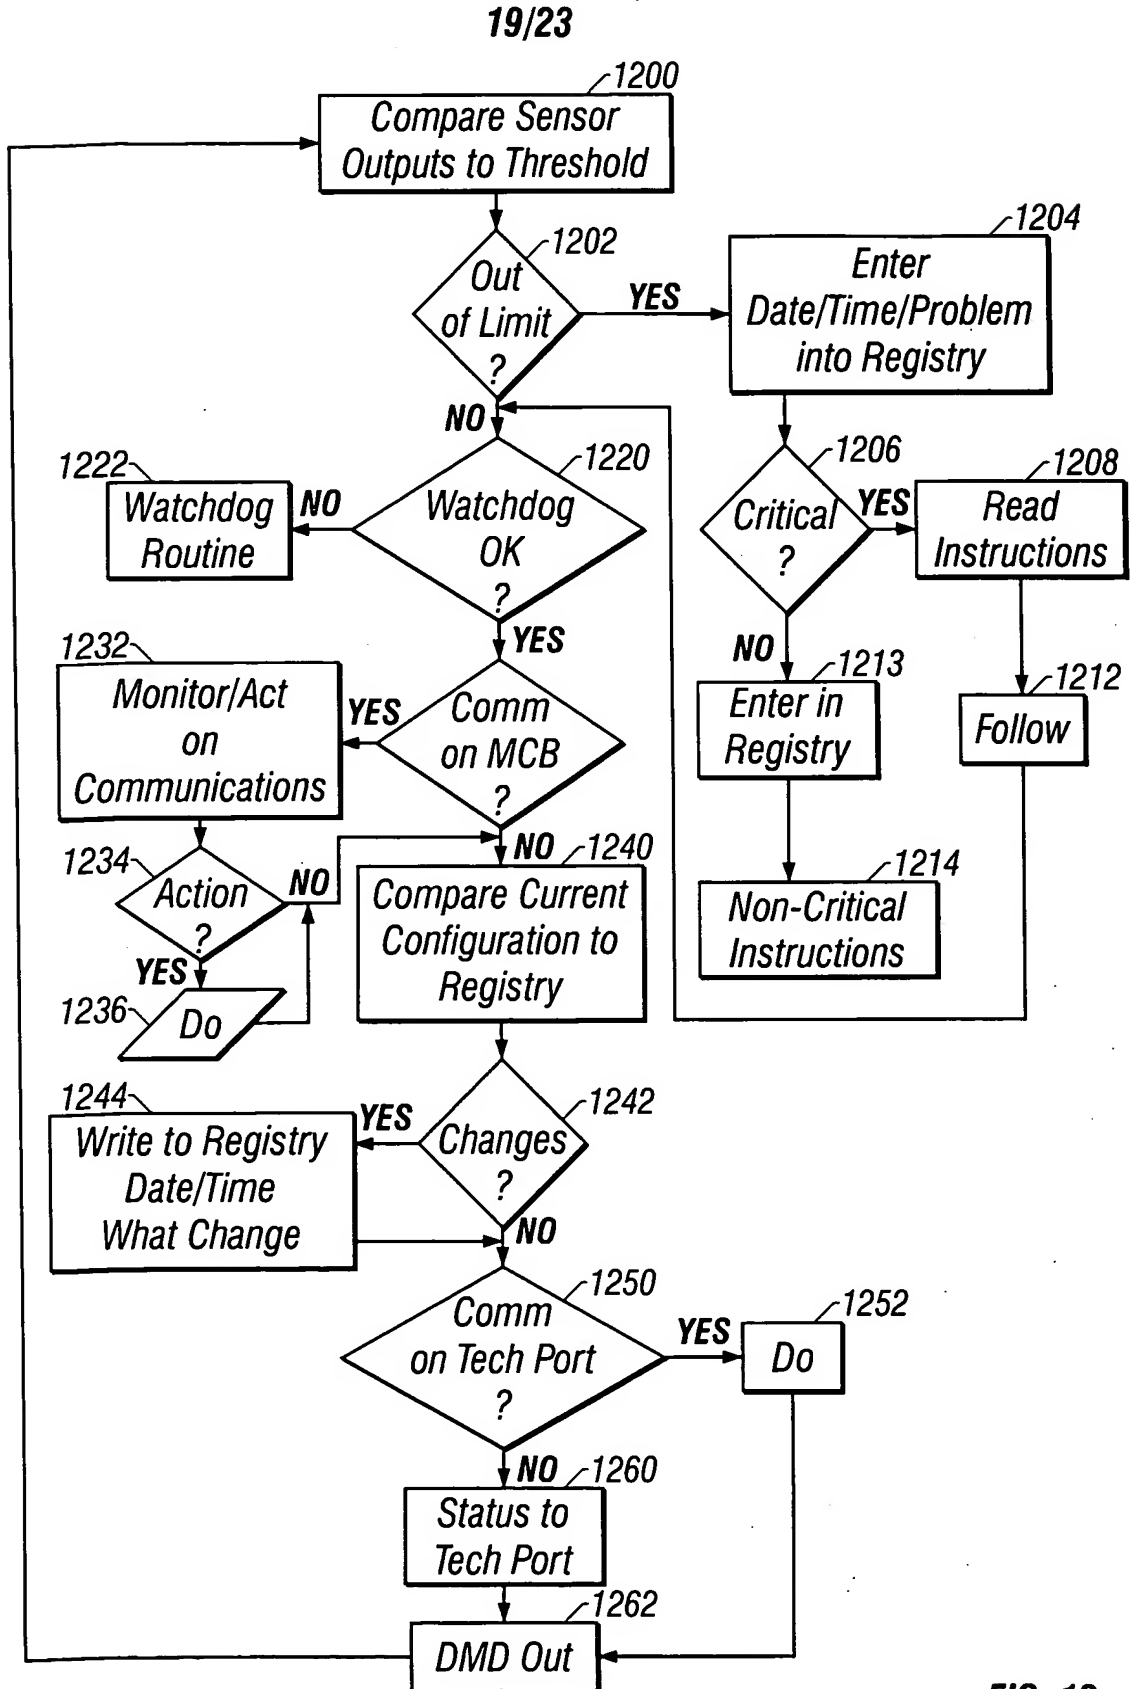 19/23
1200
Compare Sensor
Outputs to Threshold
1202
Out
of Limit
?
YES
1204
Enter
Date/Time/Problem
into Registry
NO
1206
Critical
?
YES
1208
Read
Instructions
1220
Watchdog
OK
?
NO
1222
Watchdog
Routine
YES
NO
1213
Enter in
Registry
1212
Follow
1232
Monitor/Act
on
Communications
YES
Comm
on MCB
?
NO
1234
Action
?
NO
YES
1236
Do
1240
Compare Current
Configuration to
Registry
1214
Non-Critical
Instructions
1242
Changes
?
YES
1244
Write to Registry
Date/Time
What Change
NO
1250
Comm
on Tech Port
?
YES
1252
Do
NO
1260
Status to
Tech Port
1262
DMD Out